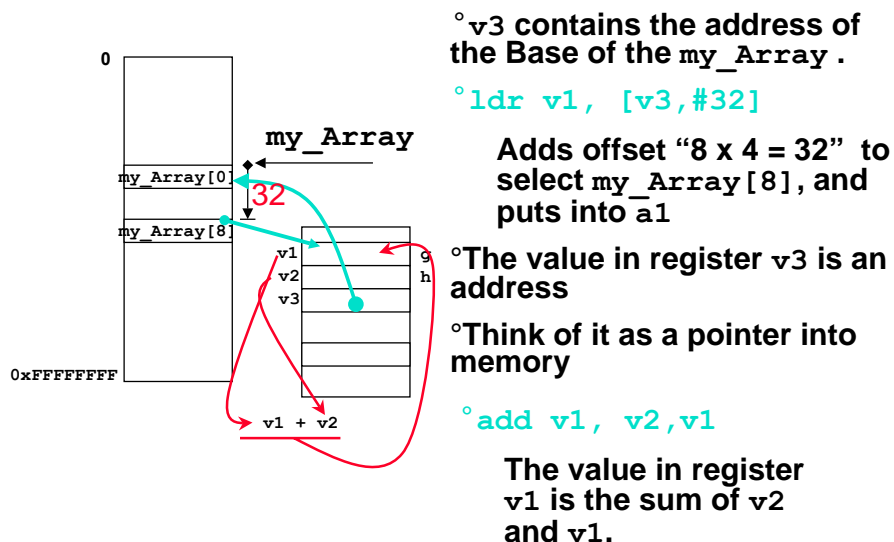 0
my_Array
my_Array[0]
32
my_Array[8]
v1
g
v2
h
v3
0xFFFFFFFF
v1 + v2
°v3 contains the address of
the Base of the my_Array .
°ldr v1, [v3,#32]
Adds offset “8 x 4 = 32” to
select my_Array[8], and
puts into a1
°The value in register v3 is an
address
°Think of it as a pointer into
memory
°add v1, v2,v1
The value in register
v1 is the sum of v2
and v1.